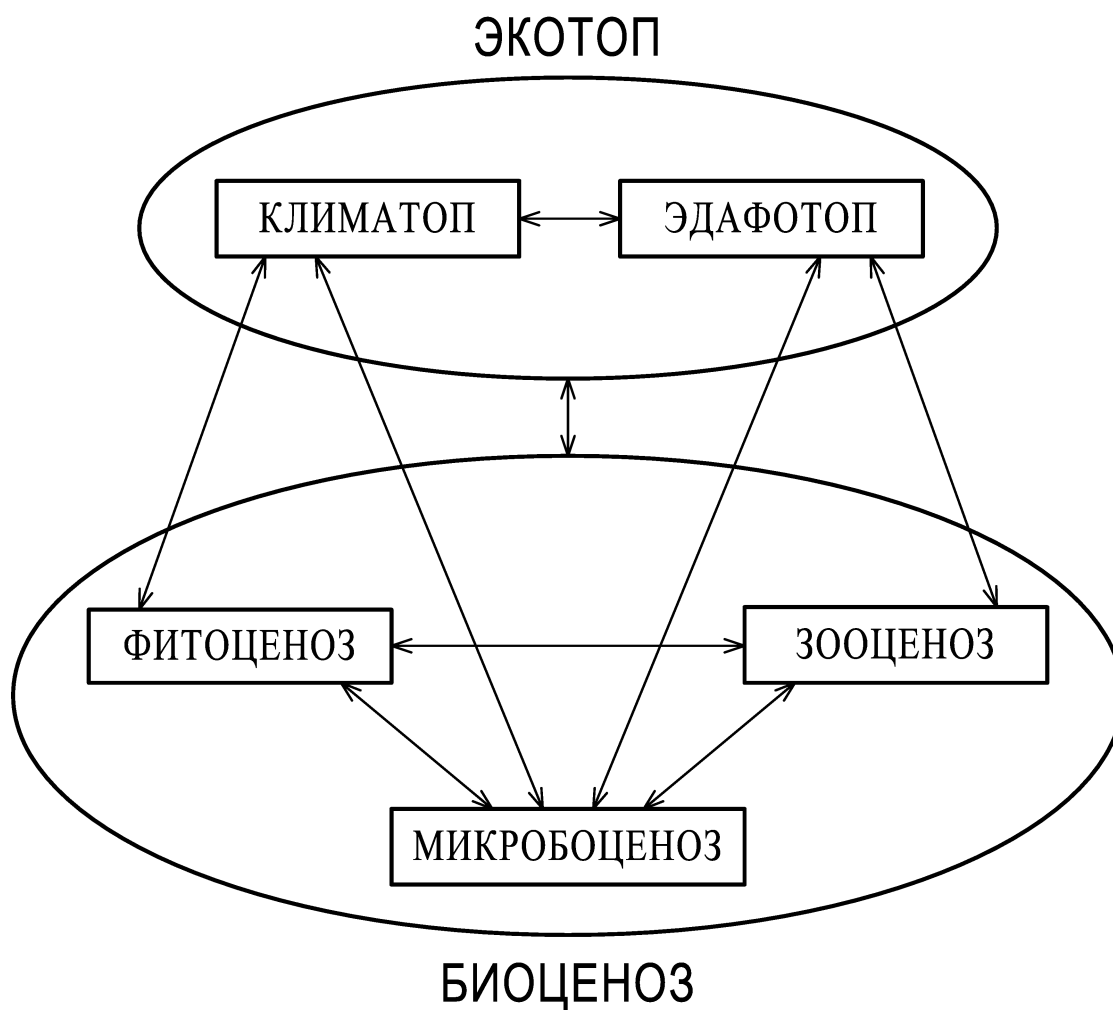 ЭКОТОП
КЛИМАТОП
ЭДАФОТОП
ФИТОЦЕНОЗ
ЗООЦЕНОЗ
МИКРОБОЦЕНОЗ
БИОЦЕНОЗ